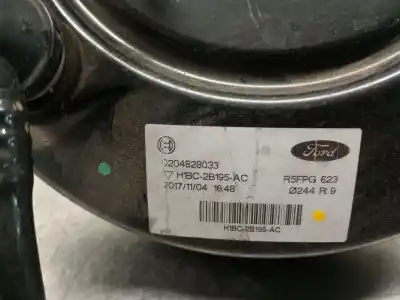 0204828033
H1BC-2B195-AC
2017/11/04 16:48
Ford
R5FPG 623
Ø244 R 9
H1BC-2B195-AC